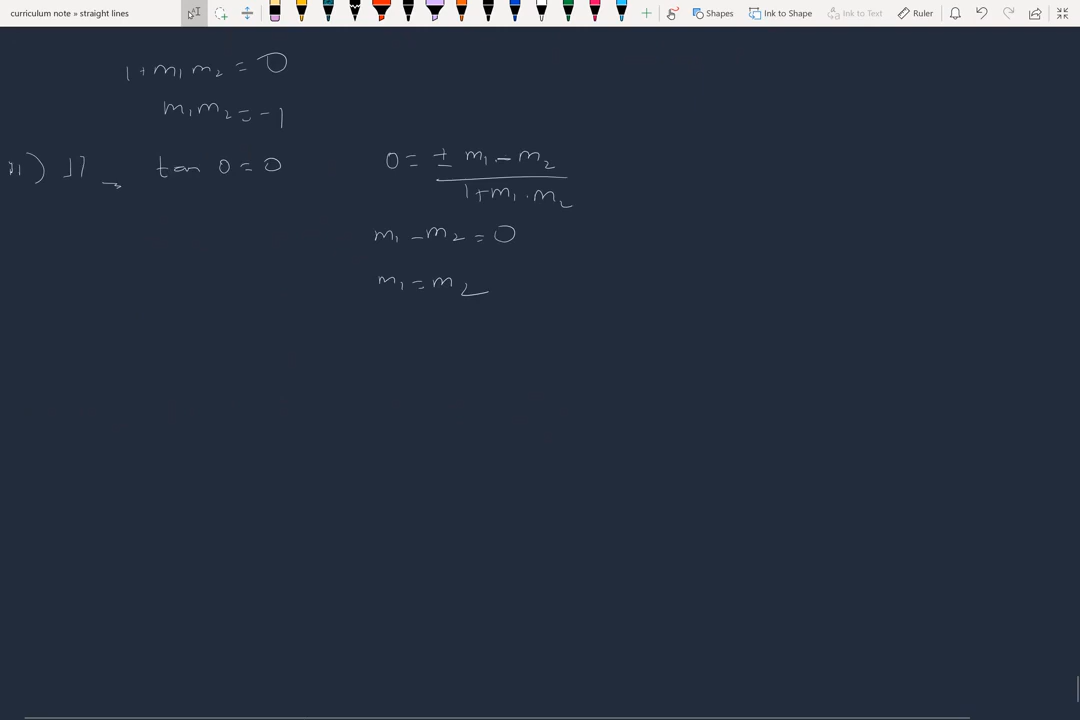 curriculum note » straight lines
Shapes Ink to Shape Ink to Text Ruler
1 + m₁ m₂ = 0
m₁ m₂ = -1
tan 0 = 0
0 = ± m₁ - m₂
1 + m₁ . m₂
m₁ - m₂ = 0
m₁ = m₂